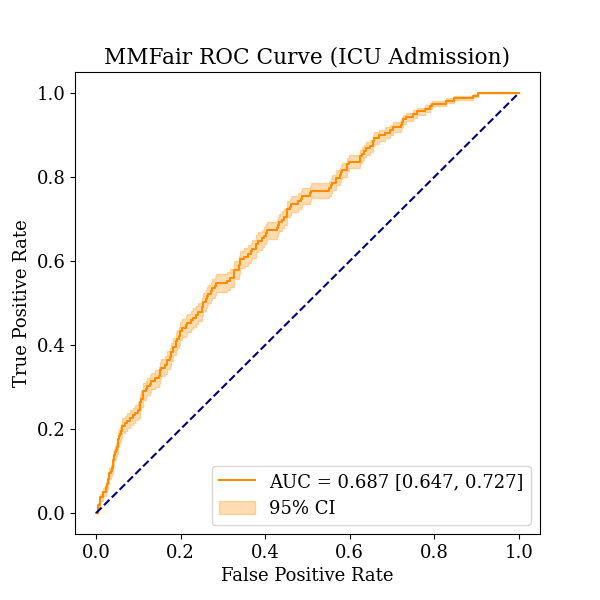 MMFair ROC Curve (ICU Admission)
True Positive Rate
1.0
0.8
0.6
0.4
0.2
0.0
AUC = 0.687 [0.647, 0.727]
95% CI
0.0 0.2 0.4 0.6 0.8 1.0
False Positive Rate